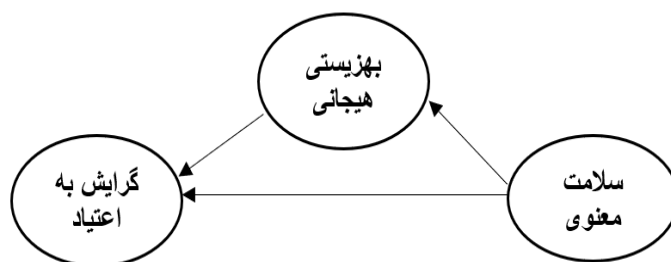 بهزیستی
هیجانی
سلامت
معنوی
گرایش به
اعتیاد